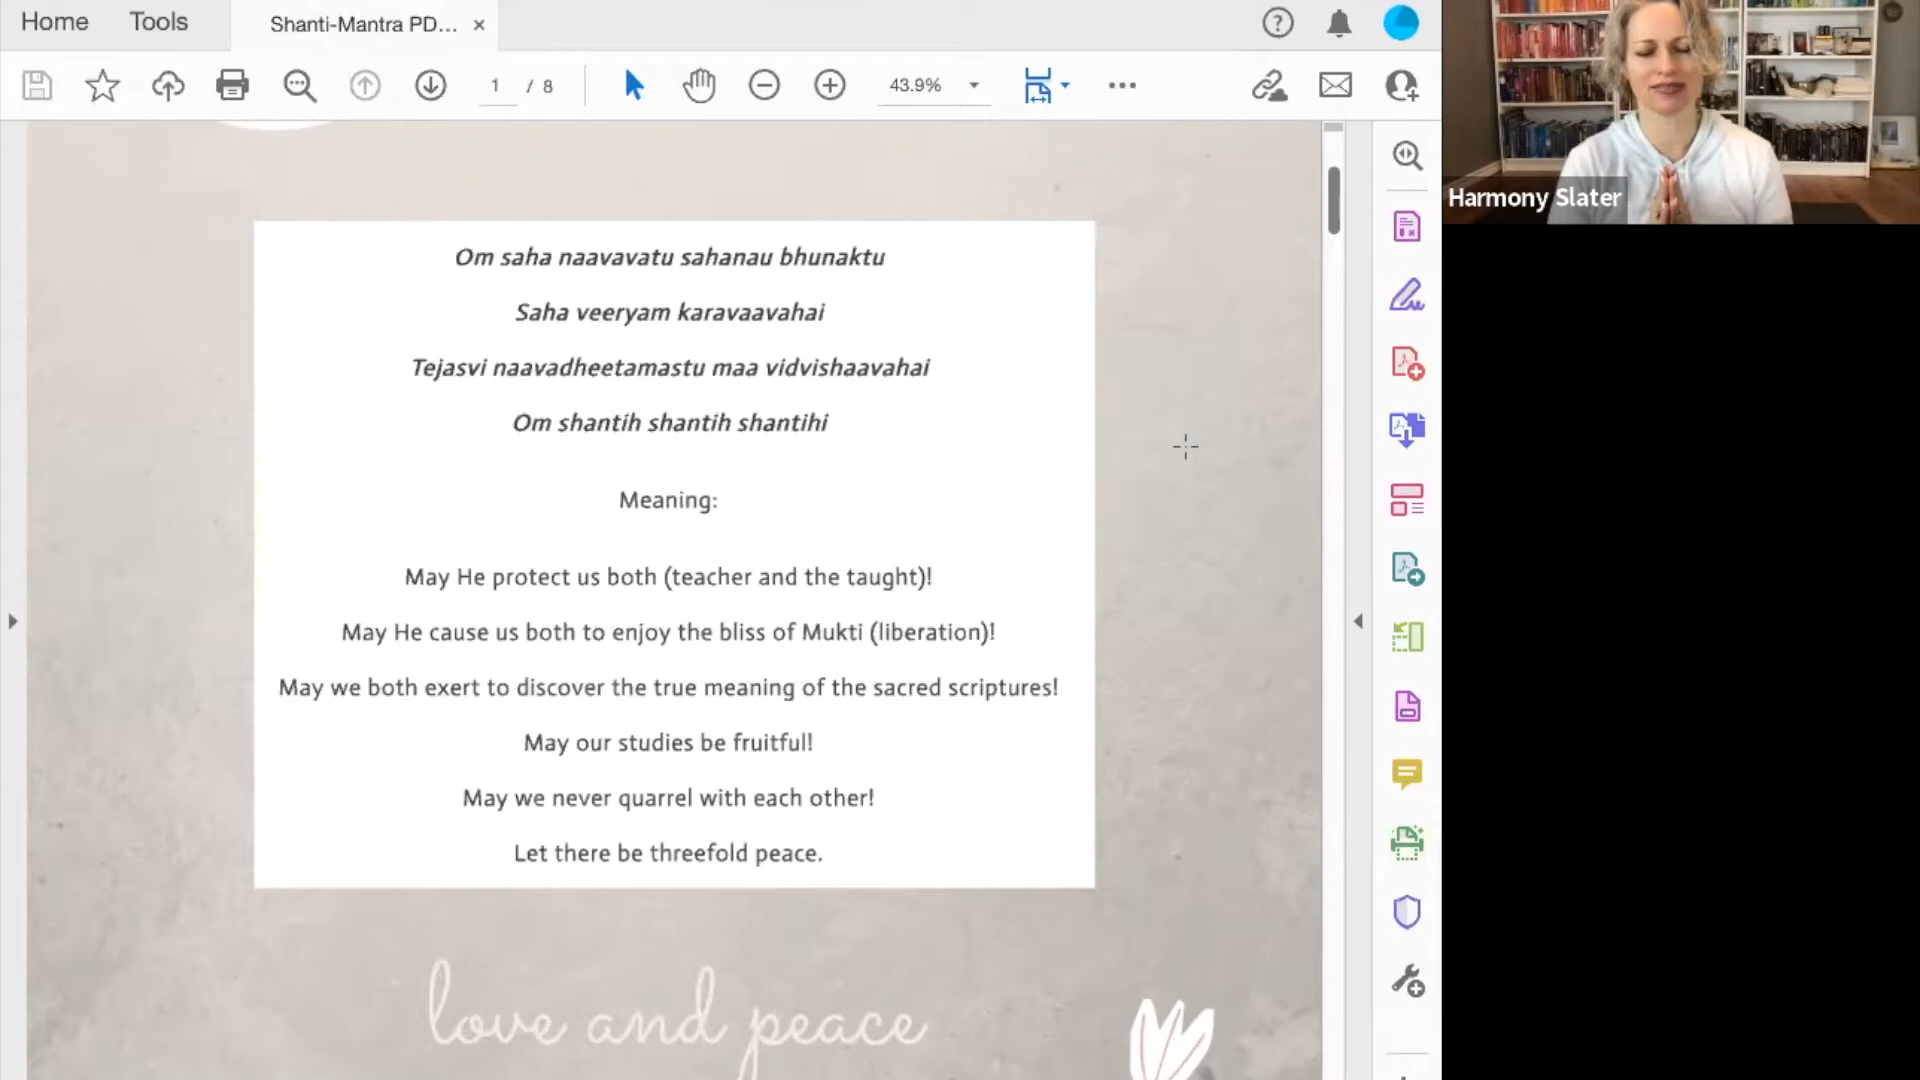 Home Tools Shanti-Mantra PD... ×
1 / 8 43.9%
Harmony Slater
Om saha naavavatu sahanau bhunaktu
Saha veeryam karavaavahai
Tejasvi naavadheetamastu maa vidvishaavahai
Om shantih shantih shantihi
Meaning:
May He protect us both (teacher and the taught)!
May He cause us both to enjoy the bliss of Mukti (liberation)!
May we both exert to discover the true meaning of the sacred scriptures!
May our studies be fruitful!
May we never quarrel with each other!
Let there be threefold peace.
love and peace